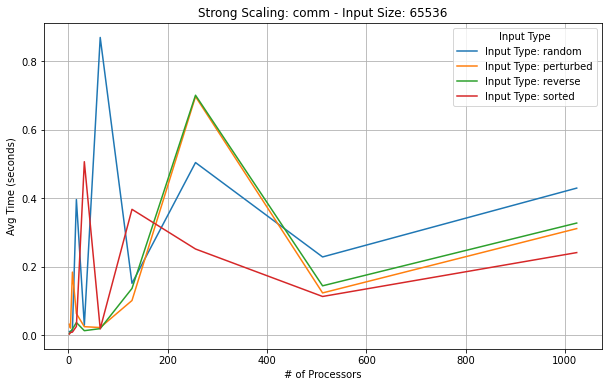 Strong Scaling: comm - Input Size: 65536
Input Type
Input Type: random
Input Type: perturbed
Input Type: reverse
Input Type: sorted
Avg Time (seconds)
0.8
0.6
0.4
0.2
0.0
0 200 400 600 800 1000
# of Processors